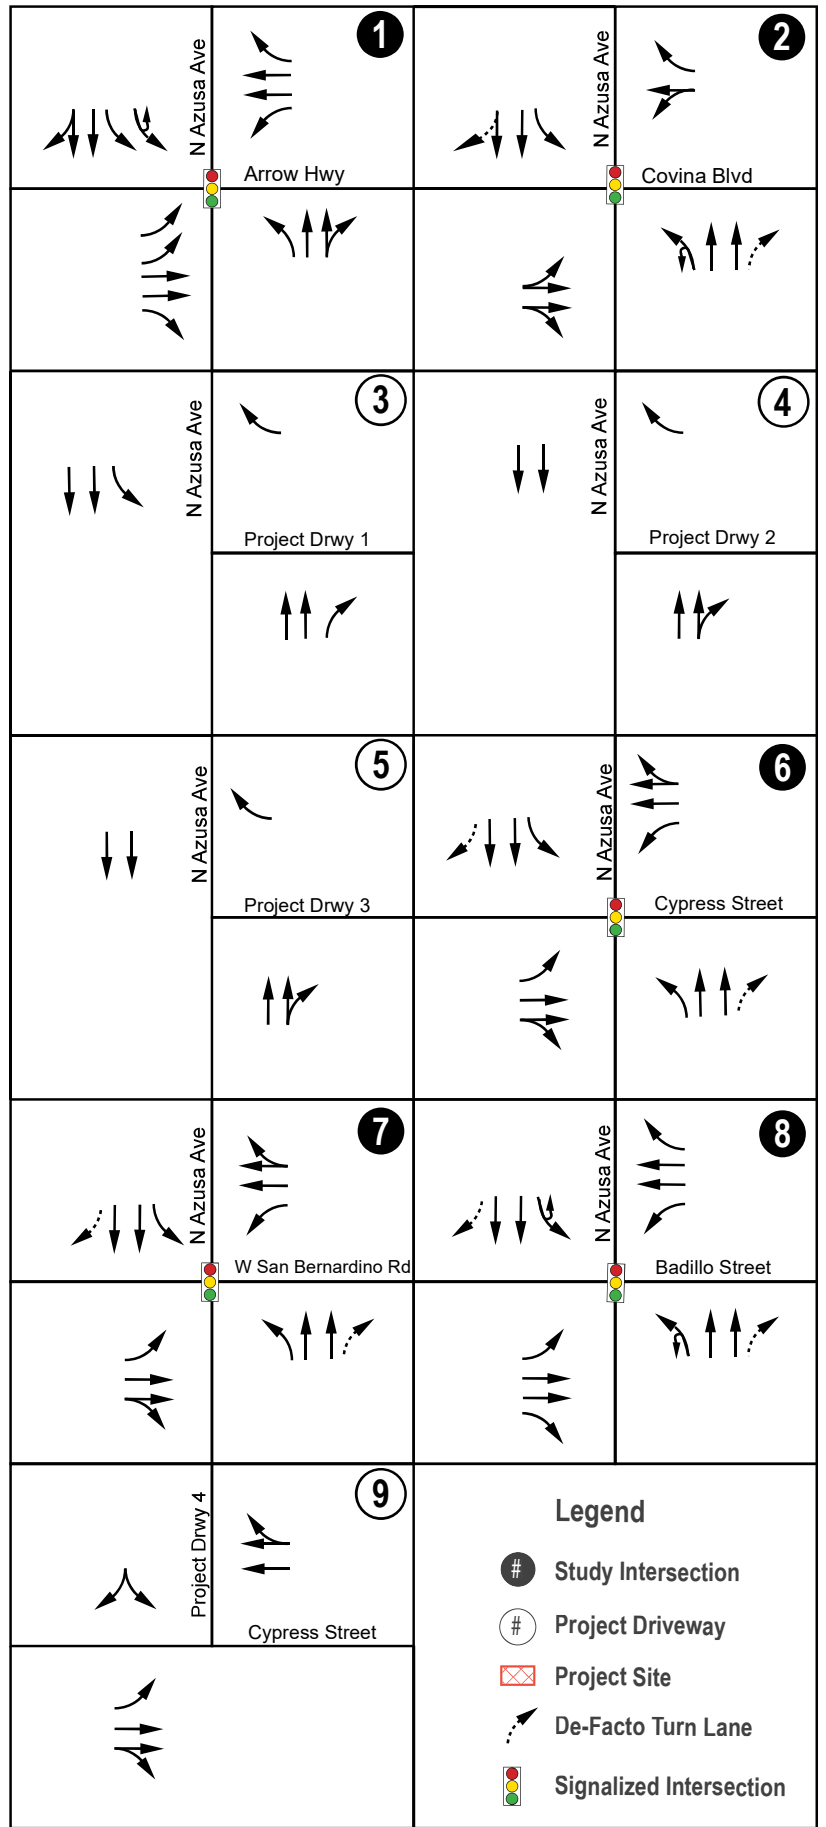 1
N Azusa Ave
Arrow Hwy
2
N Azusa Ave
Covina Blvd
3
N Azusa Ave
Project Drwy 1
4
N Azusa Ave
Project Drwy 2
5
N Azusa Ave
Project Drwy 3
6
N Azusa Ave
Cypress Street
7
N Azusa Ave
W San Bernardino Rd
8
N Azusa Ave
Badillo Street
9
Project Drwy 4
Cypress Street
Legend
# Study Intersection
# Project Driveway
Project Site
De-Facto Turn Lane
Signalized Intersection